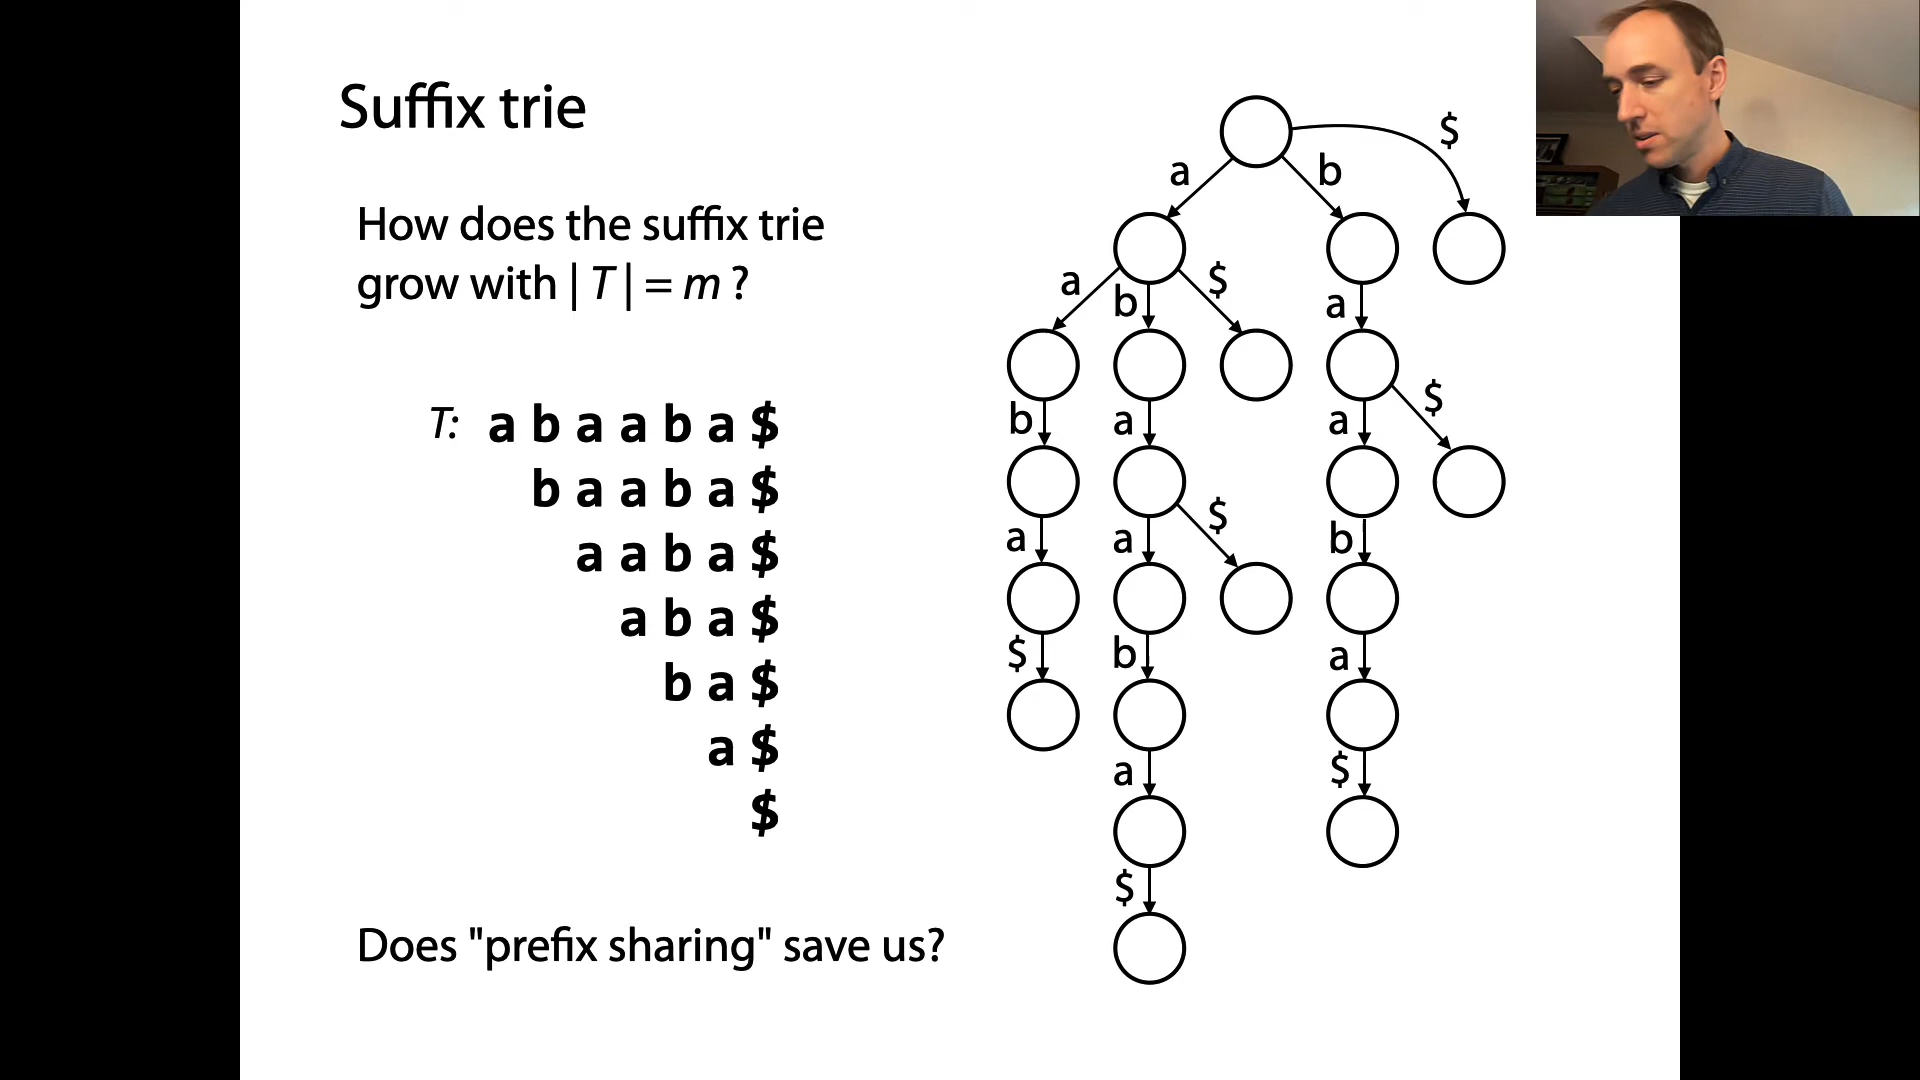 Suffix trie
How does the suffix trie
grow with | T | = m ?
T: a b a a b a $
b a a b a $
a a b a $
a b a $
b a $
a $
$
Does "prefix sharing" save us?
a b $
a b $ a
b a a $
a a $ b
$ b a
a $
$